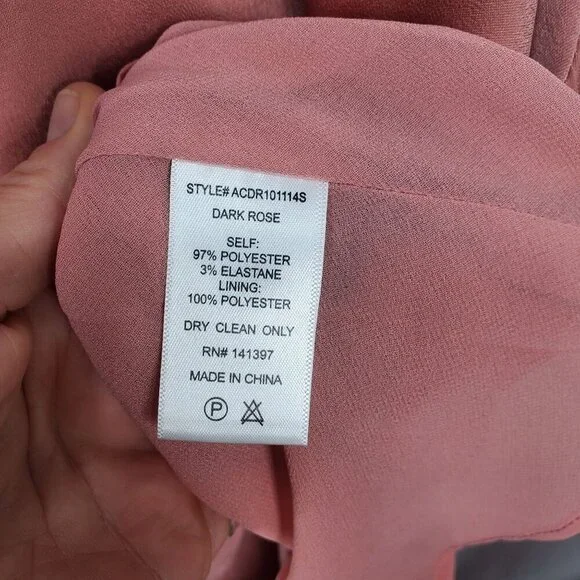 STYLE# ACDR101114S
DARK ROSE
SELF:
97% POLYESTER
3% ELASTANE
LINING:
100% POLYESTER
DRY CLEAN ONLY
RN# 141397
MADE IN CHINA
P